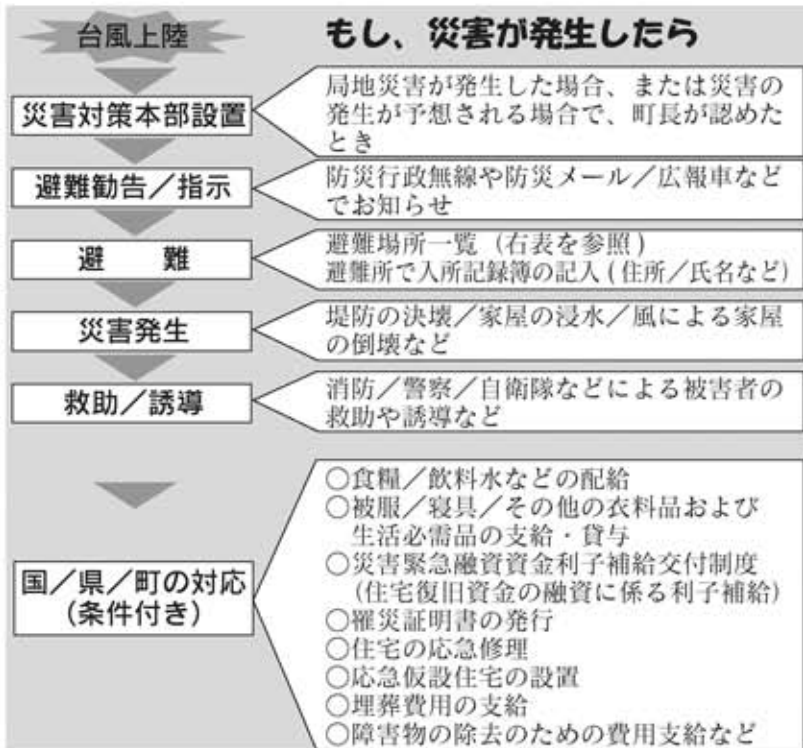 台風上陸
もし、災害が発生したら
災害対策本部設置
局地災害が発生した場合、または災害の
発生が予想される場合で、町長が認めた
とき
避難勧告／指示
防災行政無線や防災メール／広報車など
でお知らせ
避　難
避難場所一覧（右表を参照）
避難所で入所記録簿の記入（住所／氏名など）
災害発生
堤防の決壊／家屋の浸水／風による家屋
の倒壊など
救助／誘導
消防／警察／自衛隊などによる被害者の
救助や誘導など
国／県／町の対応
（条件付き）
○食糧／飲料水などの配給
○被服／寝具／その他の衣料品および
生活必需品の支給・貸与
○災害緊急融資資金利子補給交付制度
（住宅復旧資金の融資に係る利子補給）
○罹災証明書の発行
○住宅の応急修理
○応急仮設住宅の設置
○埋葬費用の支給
○障害物の除去のための費用支給など